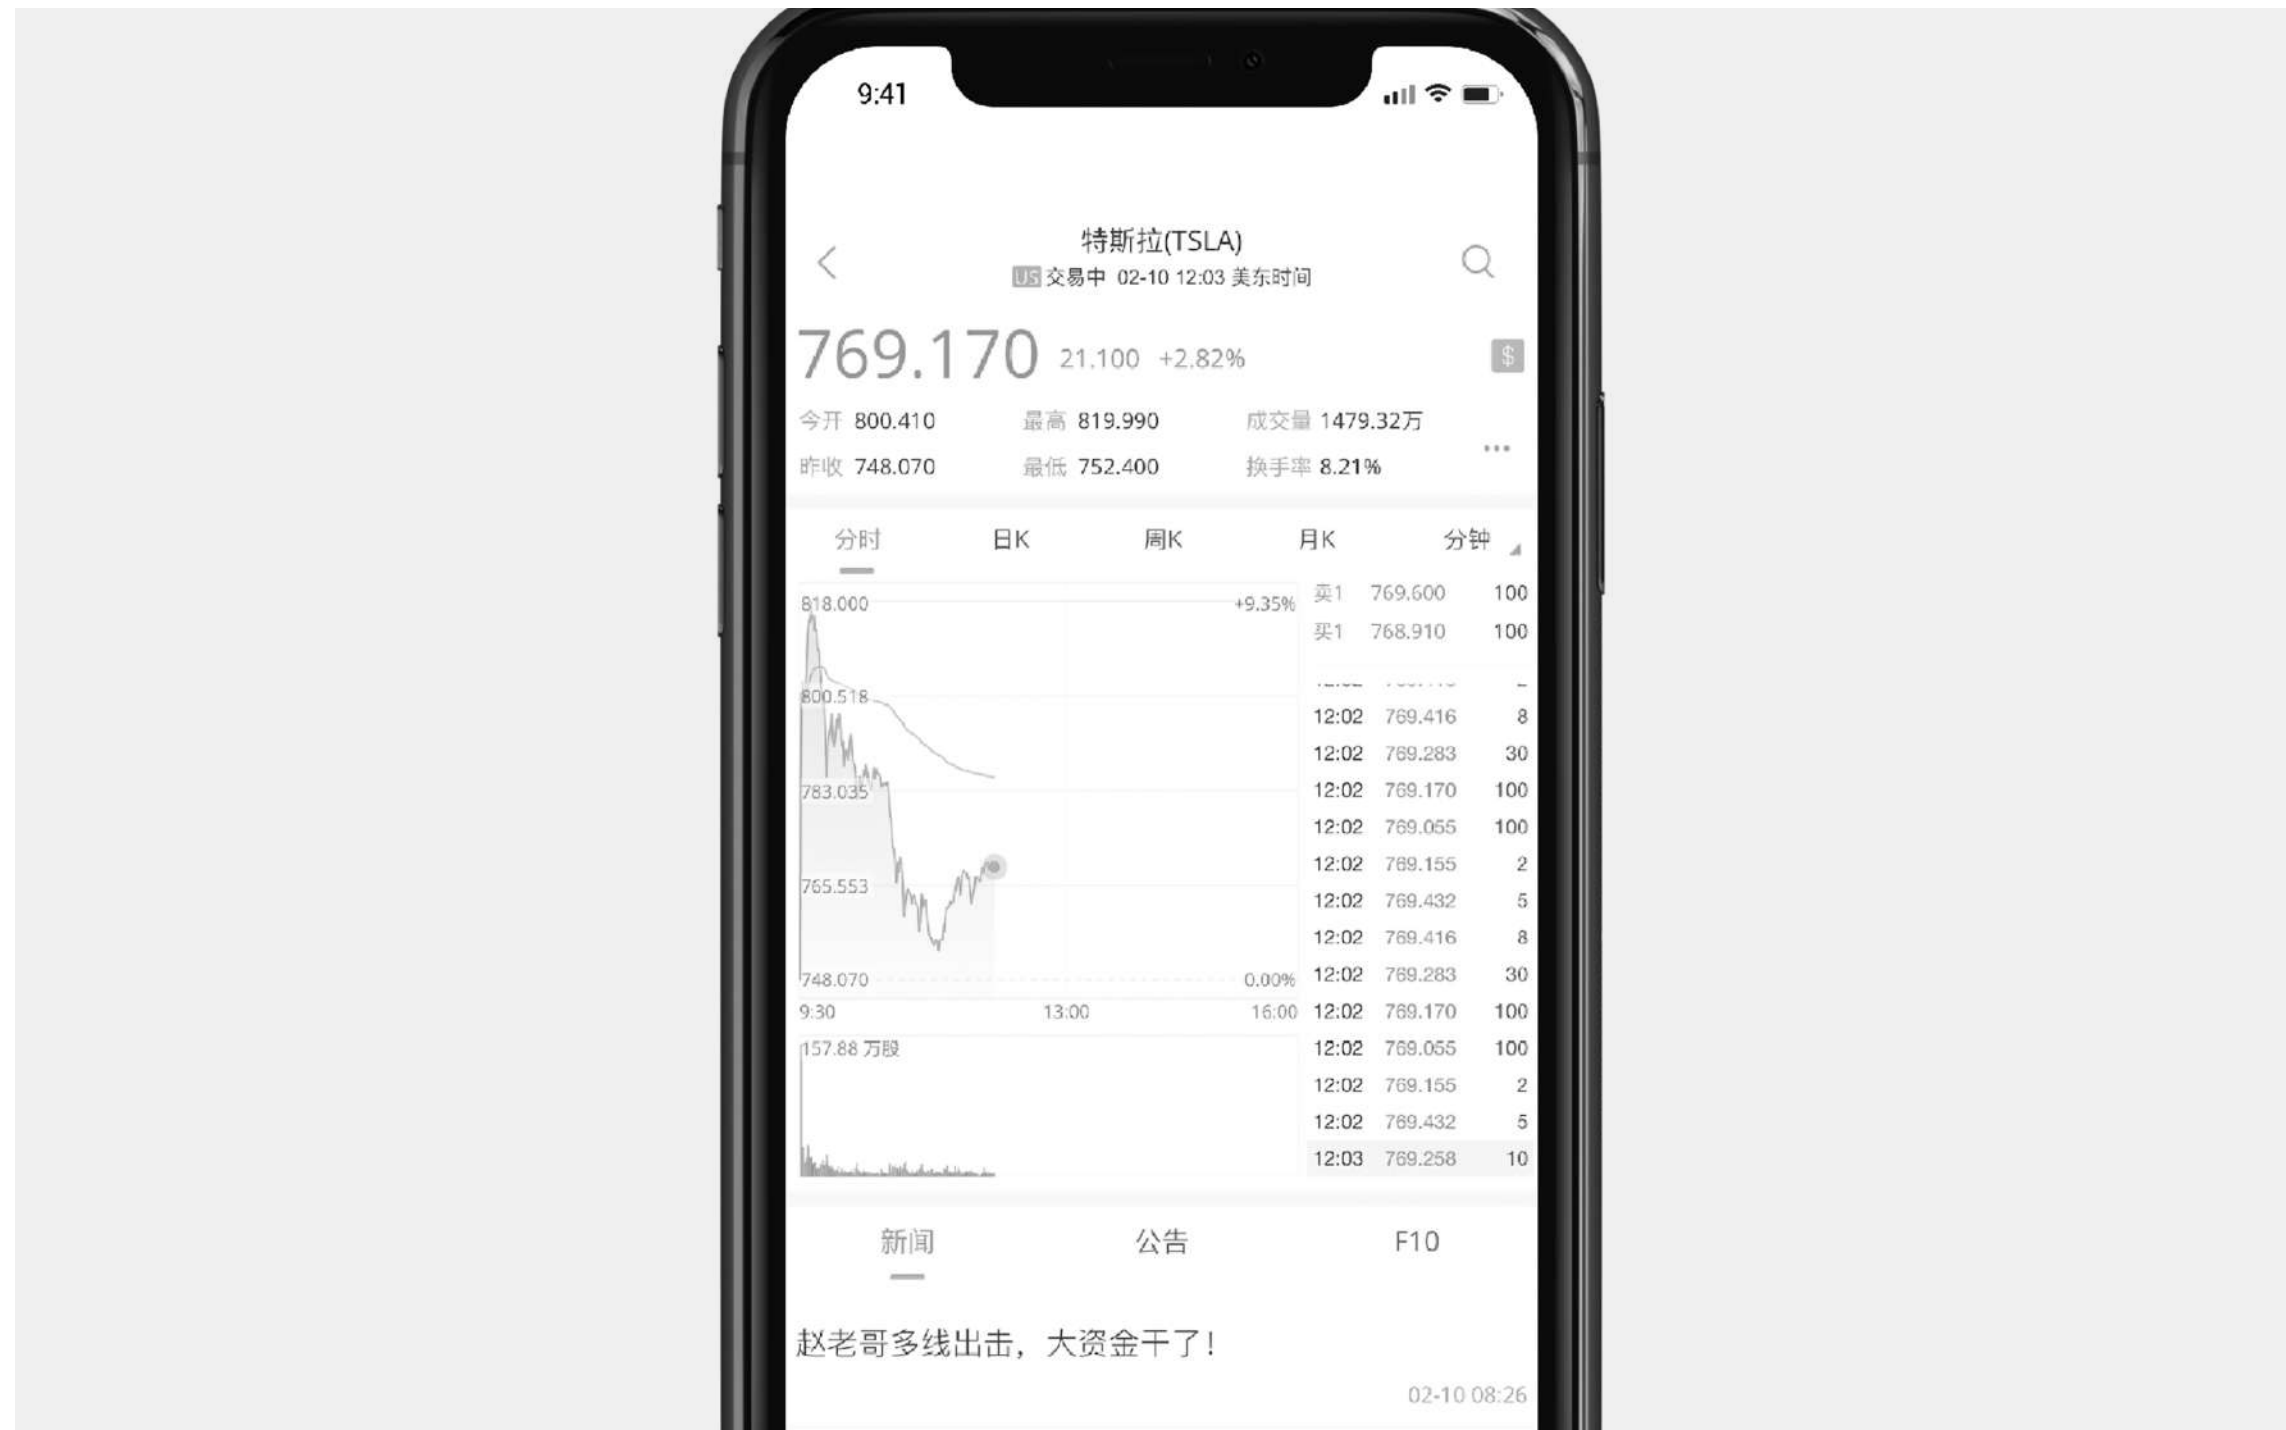 9:41
特斯拉(TSLA)
US 交易中 02-10 12:03 美东时间
769.170 21.100 +2.82% $
今开 800.410 最高 819.990 成交量 1479.32万
昨收 748.070 最低 752.400 换手率 8.21%
分时 日K 周K 月K 分钟
818.000 +9.35%
800.518
783.035
765.553
748.070 0.00%
9:30 13:00 16:00
157.88 万股
卖1 769.600 100
买1 768.910 100
12:02 769.416 8
12:02 769.283 30
12:02 769.170 100
12:02 769.055 100
12:02 769.155 2
12:02 769.432 5
12:02 769.416 8
12:02 769.283 30
12:02 769.170 100
12:02 769.055 100
12:02 769.155 2
12:02 769.432 5
12:03 769.258 10
新闻 公告 F10
赵老哥多线出击，大资金干了！
02-10 08:26